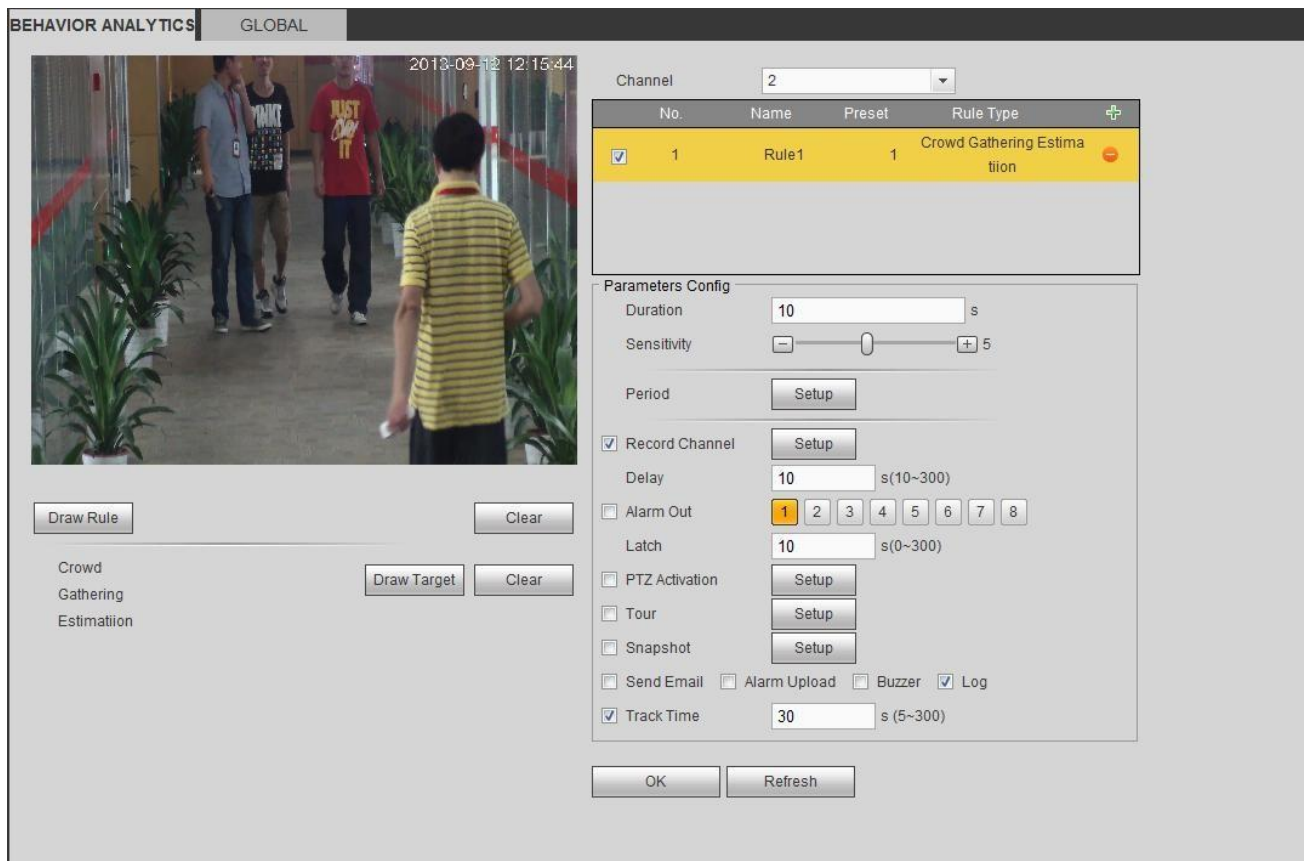 BEHAVIOR ANALYTICS GLOBAL
2013-09-12 12:15:44
JUST
IT
Channel 2
No. Name Preset Rule Type
1 Rule1 1 Crowd Gathering Estima
tiion
Parameters Config
Duration 10 s
Sensitivity 5
Period Setup
Record Channel Setup
Delay 10 s(10~300)
Alarm Out 1 2 3 4 5 6 7 8
Latch 10 s(0~300)
PTZ Activation Setup
Tour Setup
Snapshot Setup
Send Email Alarm Upload Buzzer Log
Track Time 30 s (5~300)
OK Refresh
Draw Rule Clear
Crowd
Gathering
Estimatiion
Draw Target Clear